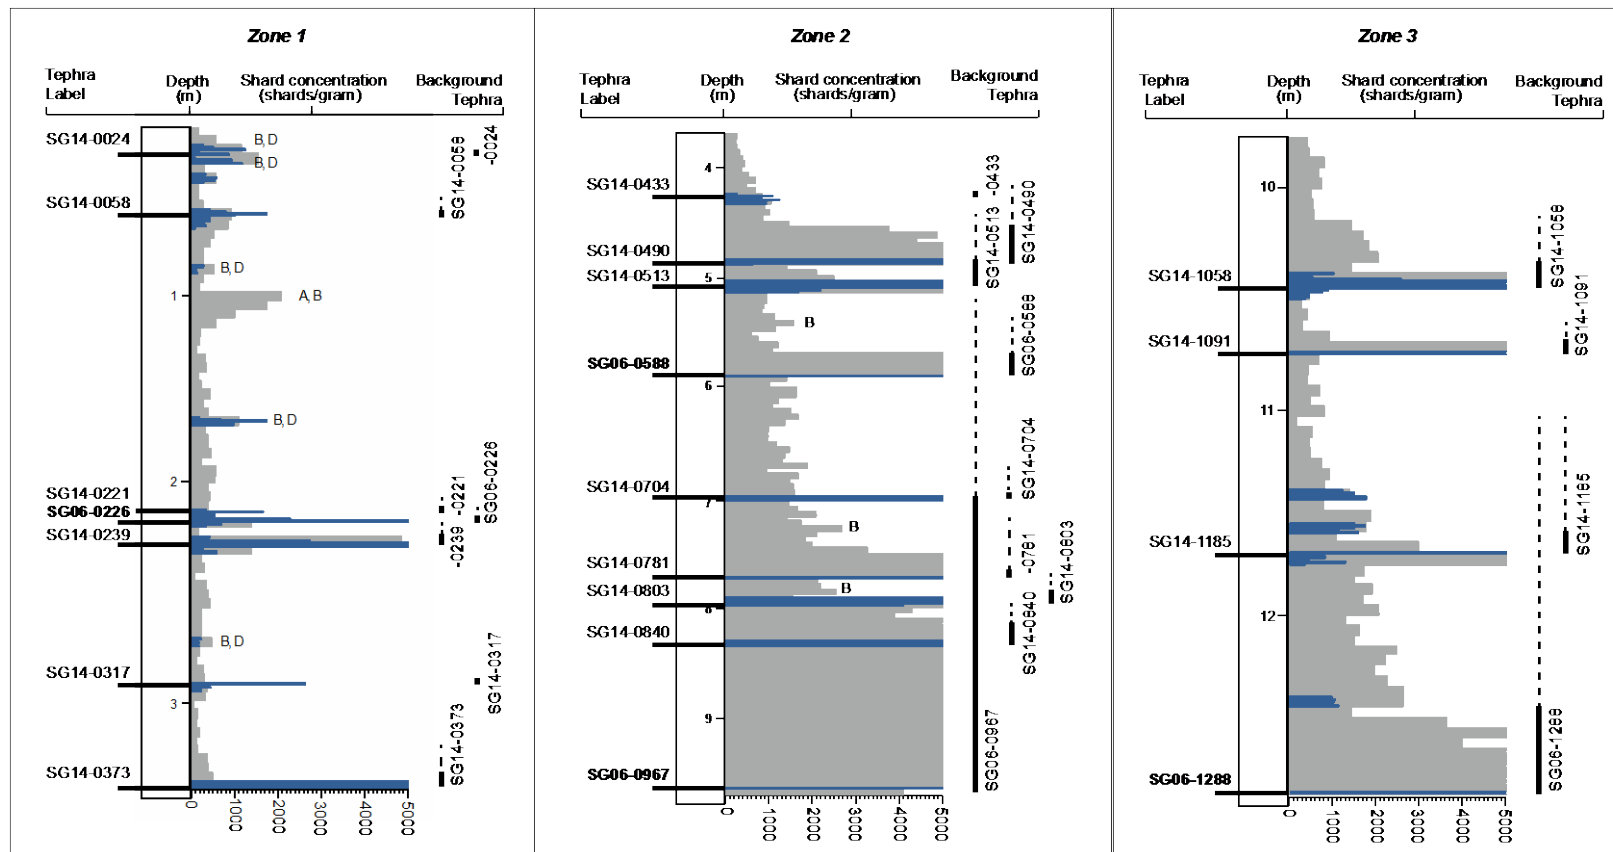 Zone 1
Tephra Label
Depth (m)
Shard concentration (shards/gram)
Background Tephra
SG14-0024
SG14-0058
SG14-0221
SG06-0226
SG14-0239
SG14-0317
SG14-0373
1
2
3
B, D
B, D
B, D
A, B
B, D
B, D
0
1000
2000
3000
4000
5000
-0024
SG14-0058
-0221
SG06-0226
-0239
SG14-0317
SG14-0373
Zone 2
Tephra Label
Depth (m)
Shard concentration (shards/gram)
Background Tephra
SG14-0433
SG14-0490
SG14-0513
SG06-0588
SG14-0704
SG14-0781
SG14-0803
SG14-0840
SG06-0967
4
5
6
7
8
9
B
B
B
0
1000
2000
3000
4000
5000
-0433
SG14-0513
SG14-0490
SG06-0588
SG14-0704
-0781
SG14-0803
SG14-0840
SG06-0967
Zone 3
Tephra Label
Depth (m)
Shard concentration (shards/gram)
Background Tephra
SG14-1058
SG14-1091
SG14-1185
SG06-1288
10
11
12
0
1000
2000
3000
4000
5000
SG14-1058
SG14-1091
SG14-1185
SG06-1288